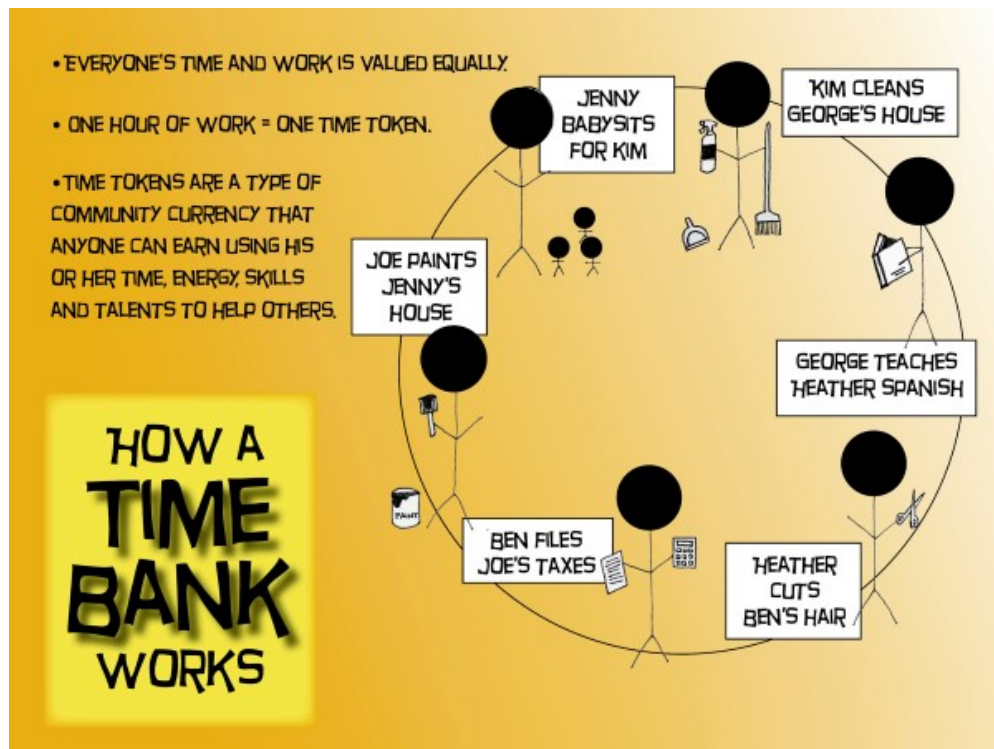 • EVERYONE'S TIME AND WORK IS VALUED EQUALLY.
• ONE HOUR OF WORK = ONE TIME TOKEN.
• TIME TOKENS ARE A TYPE OF
COMMUNITY CURRENCY THAT
ANYONE CAN EARN USING HIS
OR HER TIME, ENERGY, SKILLS
AND TALENTS TO HELP OTHERS.
HOW A
TIME
BANK
WORKS
JENNY
BABYSITS
FOR KIM
KIM CLEANS
GEORGE'S HOUSE
GEORGE TEACHES
HEATHER SPANISH
HEATHER
CUTS
BEN'S HAIR
BEN FILES
JOE'S TAXES
JOE PAINTS
JENNY'S
HOUSE
PAINT